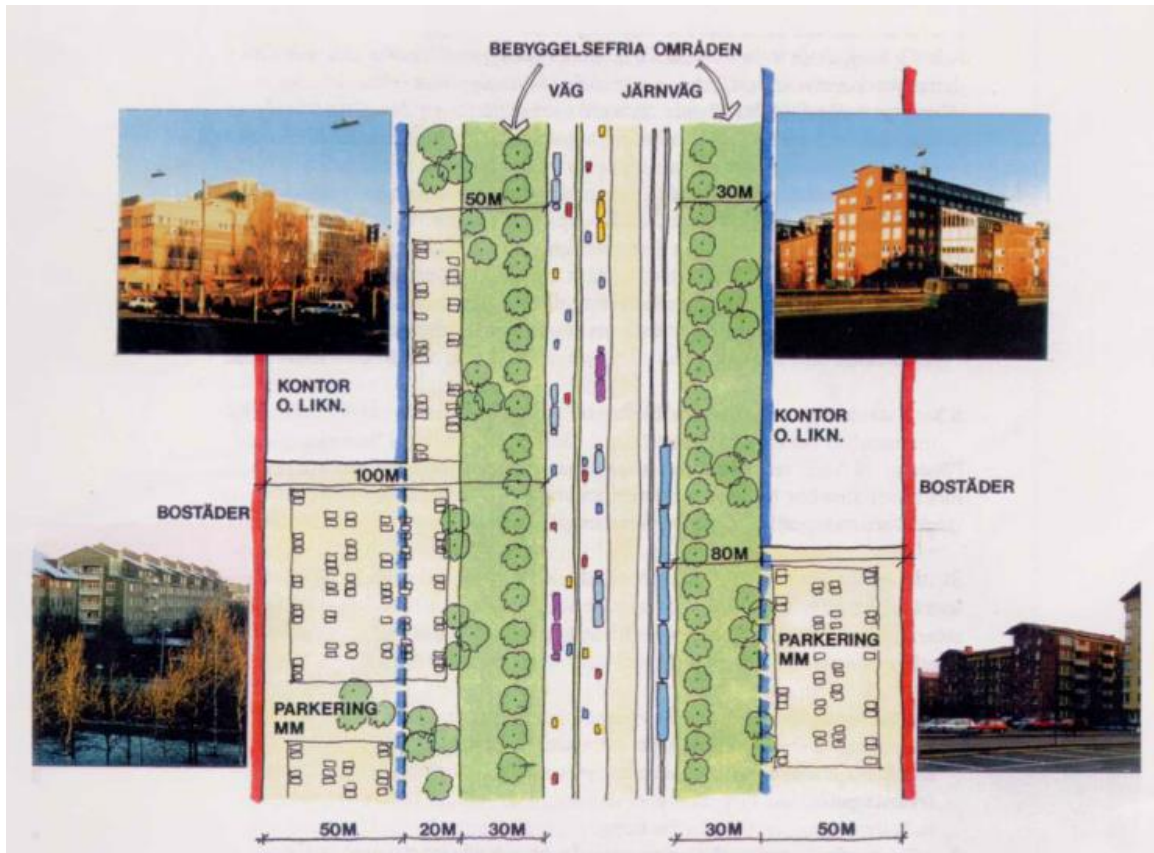 BEBYGGELSEFRIA OMRÅDEN
VÄG
JÄRNVÄG
50M
30M
KONTOR
O. LIKN.
KONTOR
O. LIKN.
100M
BOSTÄDER
BOSTÄDER
80M
PARKERING
MM
PARKERING
MM
50M
20M
30M
30M
50M